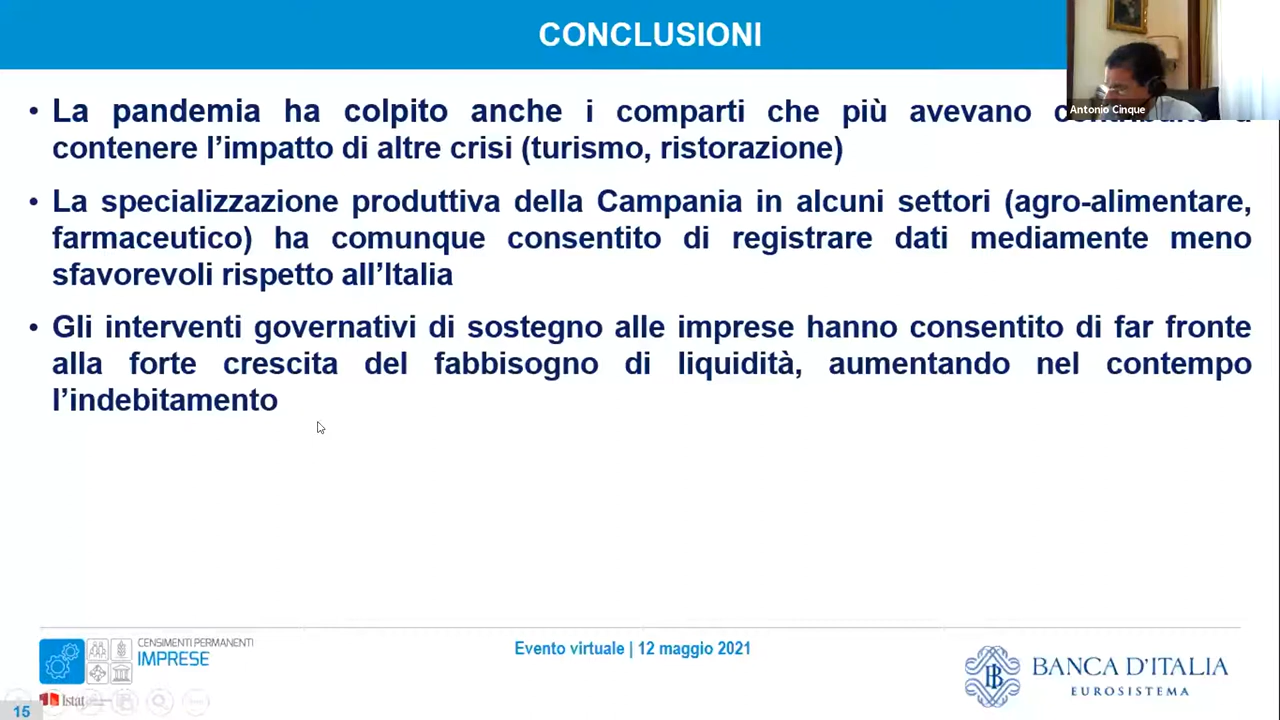 CONCLUSIONI
Antonio Cinque
• La pandemia ha colpito anche i comparti che più avevano
contenere l’impatto di altre crisi (turismo, ristorazione)
• La specializzazione produttiva della Campania in alcuni settori (agro-alimentare,
farmaceutico) ha comunque consentito di registrare dati mediamente meno
sfavorevoli rispetto all’Italia
• Gli interventi governativi di sostegno alle imprese hanno consentito di far fronte
alla forte crescita del fabbisogno di liquidità, aumentando nel contempo
l’indebitamento
CENSIMENTI PERMANENTI
IMPRESE
Evento virtuale | 12 maggio 2021
BANCA D'ITALIA
EUROSISTEMA
Istat
15